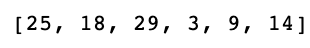 [25, 18, 29, 3, 9, 14]